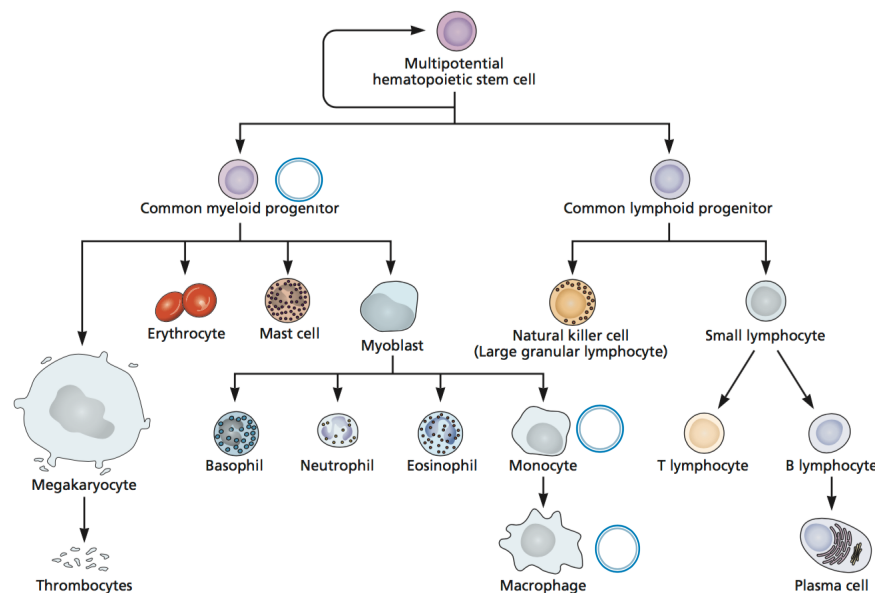 Multipotential
hematopoietic stem cell
Common myeloid progenitor
Common lymphoid progenitor
Erythrocyte
Mast cell
Myoblast
Natural killer cell
(Large granular lymphocyte)
Small lymphocyte
Megakaryocyte
Basophil
Neutrophil
Eosinophil
Monocyte
T lymphocyte
B lymphocyte
Thrombocytes
Macrophage
Plasma cell